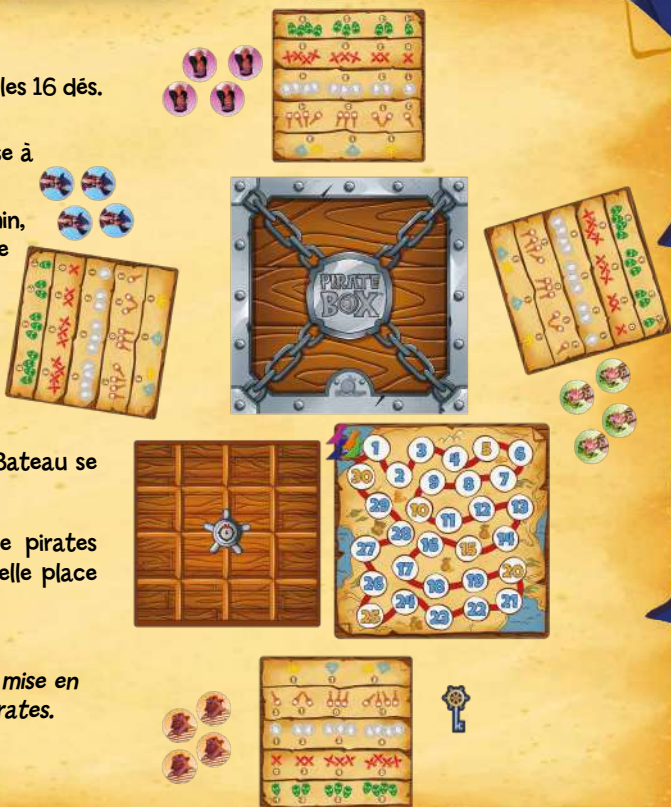 les 16 dés.
se à
in,
e
PIRATE
BOX
Bateau se
e pirates
elle place
mise en
rates.
1
2
3
4
5
6
7
8
9
10
11
12
13
14
15
16
17
18
19
20
21
22
23
24
25
26
27
28
29
30